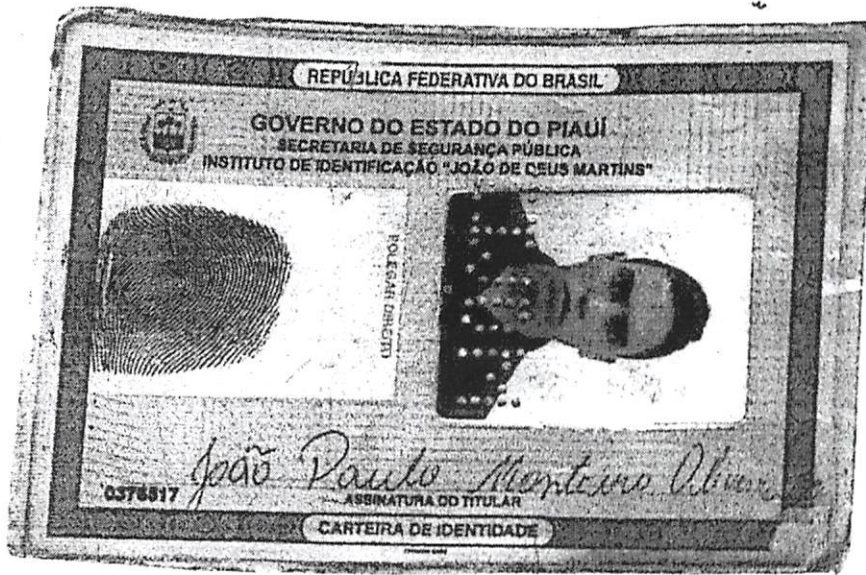 REPÚBLICA FEDERATIVA DO BRASIL
GOVERNO DO ESTADO DO PIAUÍ
SECRETARIA DE SEGURANÇA PÚBLICA
INSTITUTO DE IDENTIFICAÇÃO "JOÃO DE DEUS MARTINS"
POLEGAR DIREITO
João Paulo Monteiro
0376817
ASSINATURA DO TITULAR
CARTEIRA DE IDENTIDADE